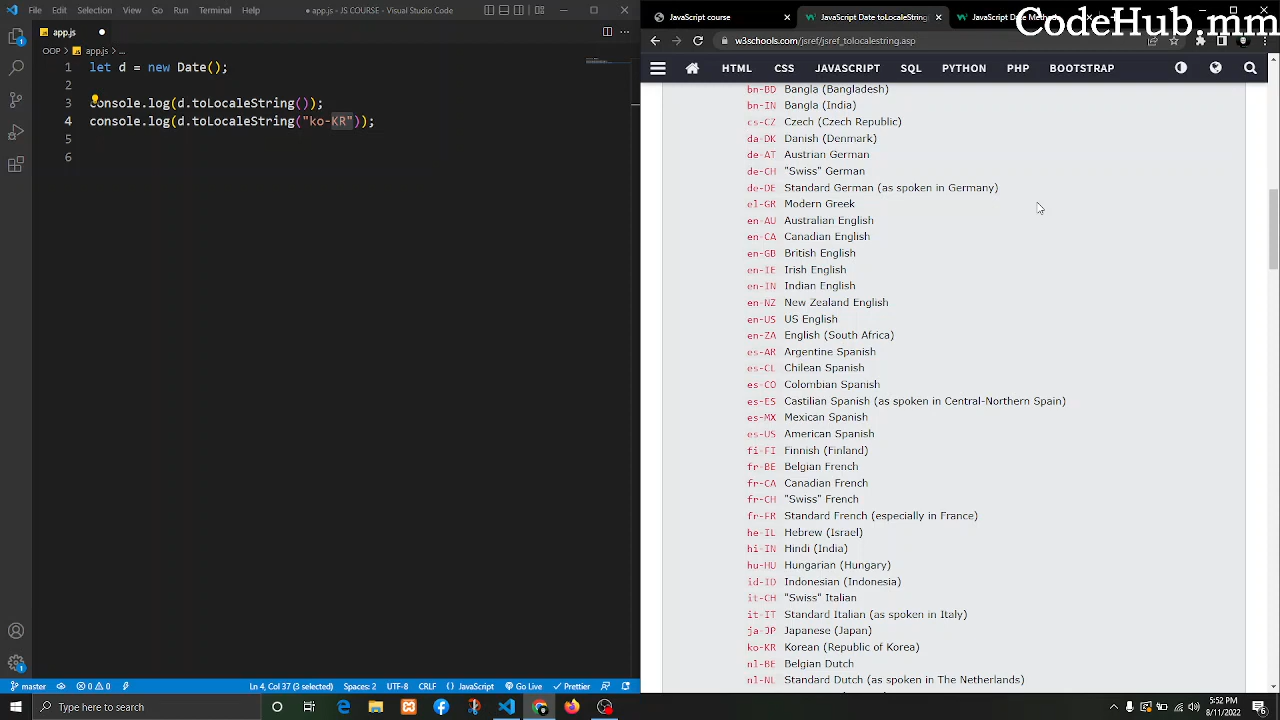 File Edit Selection View Go Run Terminal Help
app.js - JS COURSE - Visual Studio Code
app.js
OOP > app.js > ...
1 let d = new Date();
2
3 console.log(d.toLocaleString());
4 console.log(d.toLocaleString("ko-KR"));
5
6
master
0 0
Ln 4, Col 37 (3 selected) Spaces: 2 UTF-8 CRLF { } JavaScript Go Live Prettier
JavaScript course
JavaScript Date toLocaleString
CodeHub.mm
w3schools.com/jsref/jsref_tolocalestring.asp
HTML CSS JAVASCRIPT SQL PYTHON PHP BOOTSTRAP
bn-BD Bangla (Bangladesh)
bn-IN Bangla (India)
cs-CZ Czech (Czech Republic)
da-DK Danish (Denmark)
de-AT Austrian German
de-CH "Swiss" German
de-DE Standard German (as spoken in Germany)
el-GR Modern Greek
en-AU Australian English
en-CA Canadian English
en-GB British English
en-IE Irish English
en-IN Indian English
en-NZ New Zealand English
en-US US English
en-ZA English (South Africa)
es-AR Argentine Spanish
es-CL Chilean Spanish
es-CO Colombian Spanish
es-ES Castilian Spanish (as spoken in Central-Northern Spain)
es-MX Mexican Spanish
es-US American Spanish
fi-FI Finnish (Finland)
fr-BE Belgian French
fr-CA Canadian French
fr-CH "Swiss" French
fr-FR Standard French (especially in France)
he-IL Hebrew (Israel)
hi-IN Hindi (India)
hu-HU Hungarian (Hungary)
id-ID Indonesian (Indonesia)
it-CH "Swiss" Italian
it-IT Standard Italian (as spoken in Italy)
ja-JP Japanese (Japan)
ko-KR Korean (Republic of Korea)
nl-BE Belgian Dutch
nl-NL Standard Dutch (as spoken in The Netherlands)
Type here to search
5:52 PM
8/11/2022